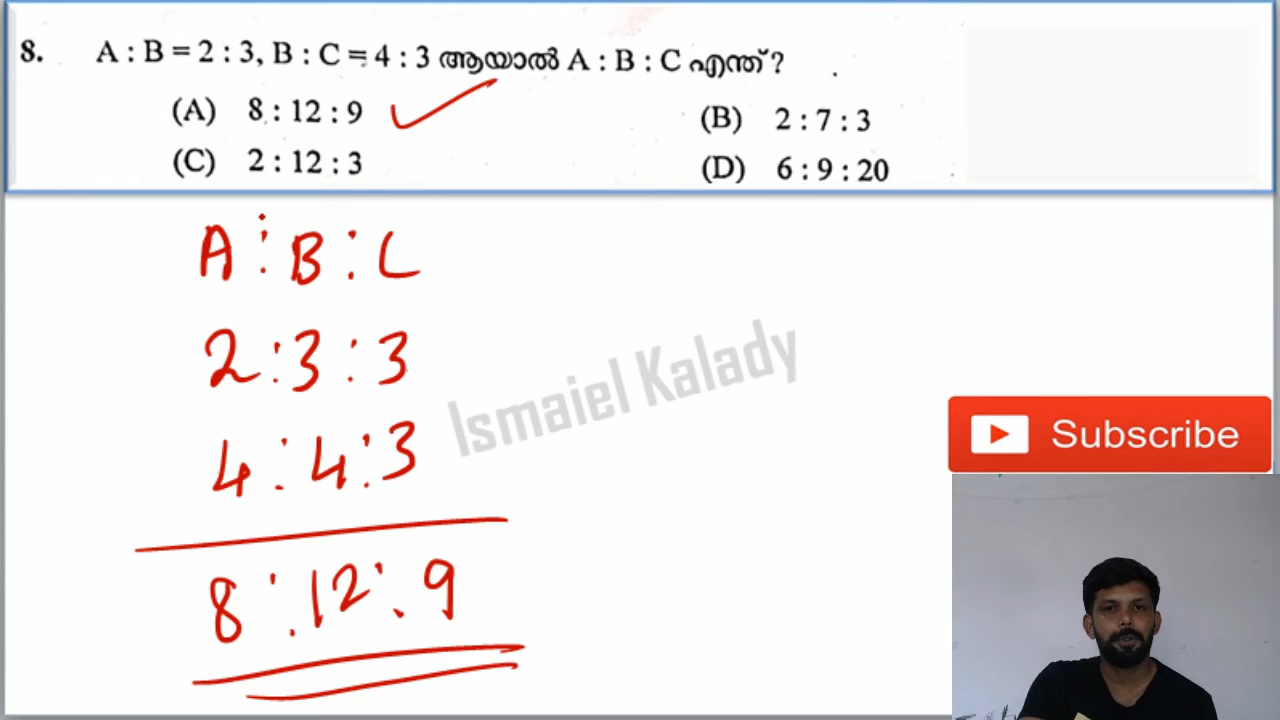 8. A : B = 2 : 3, B : C = 4 : 3 ആയാൽ A : B : C എന്ത് ?
(A) 8 : 12 : 9
(B) 2 : 7 : 3
(C) 2 : 12 : 3
(D) 6 : 9 : 20
A : B : C
2 : 3 : 3
4 : 4 : 3
8 : 12 : 9
Ismaiel Kalady
Subscribe